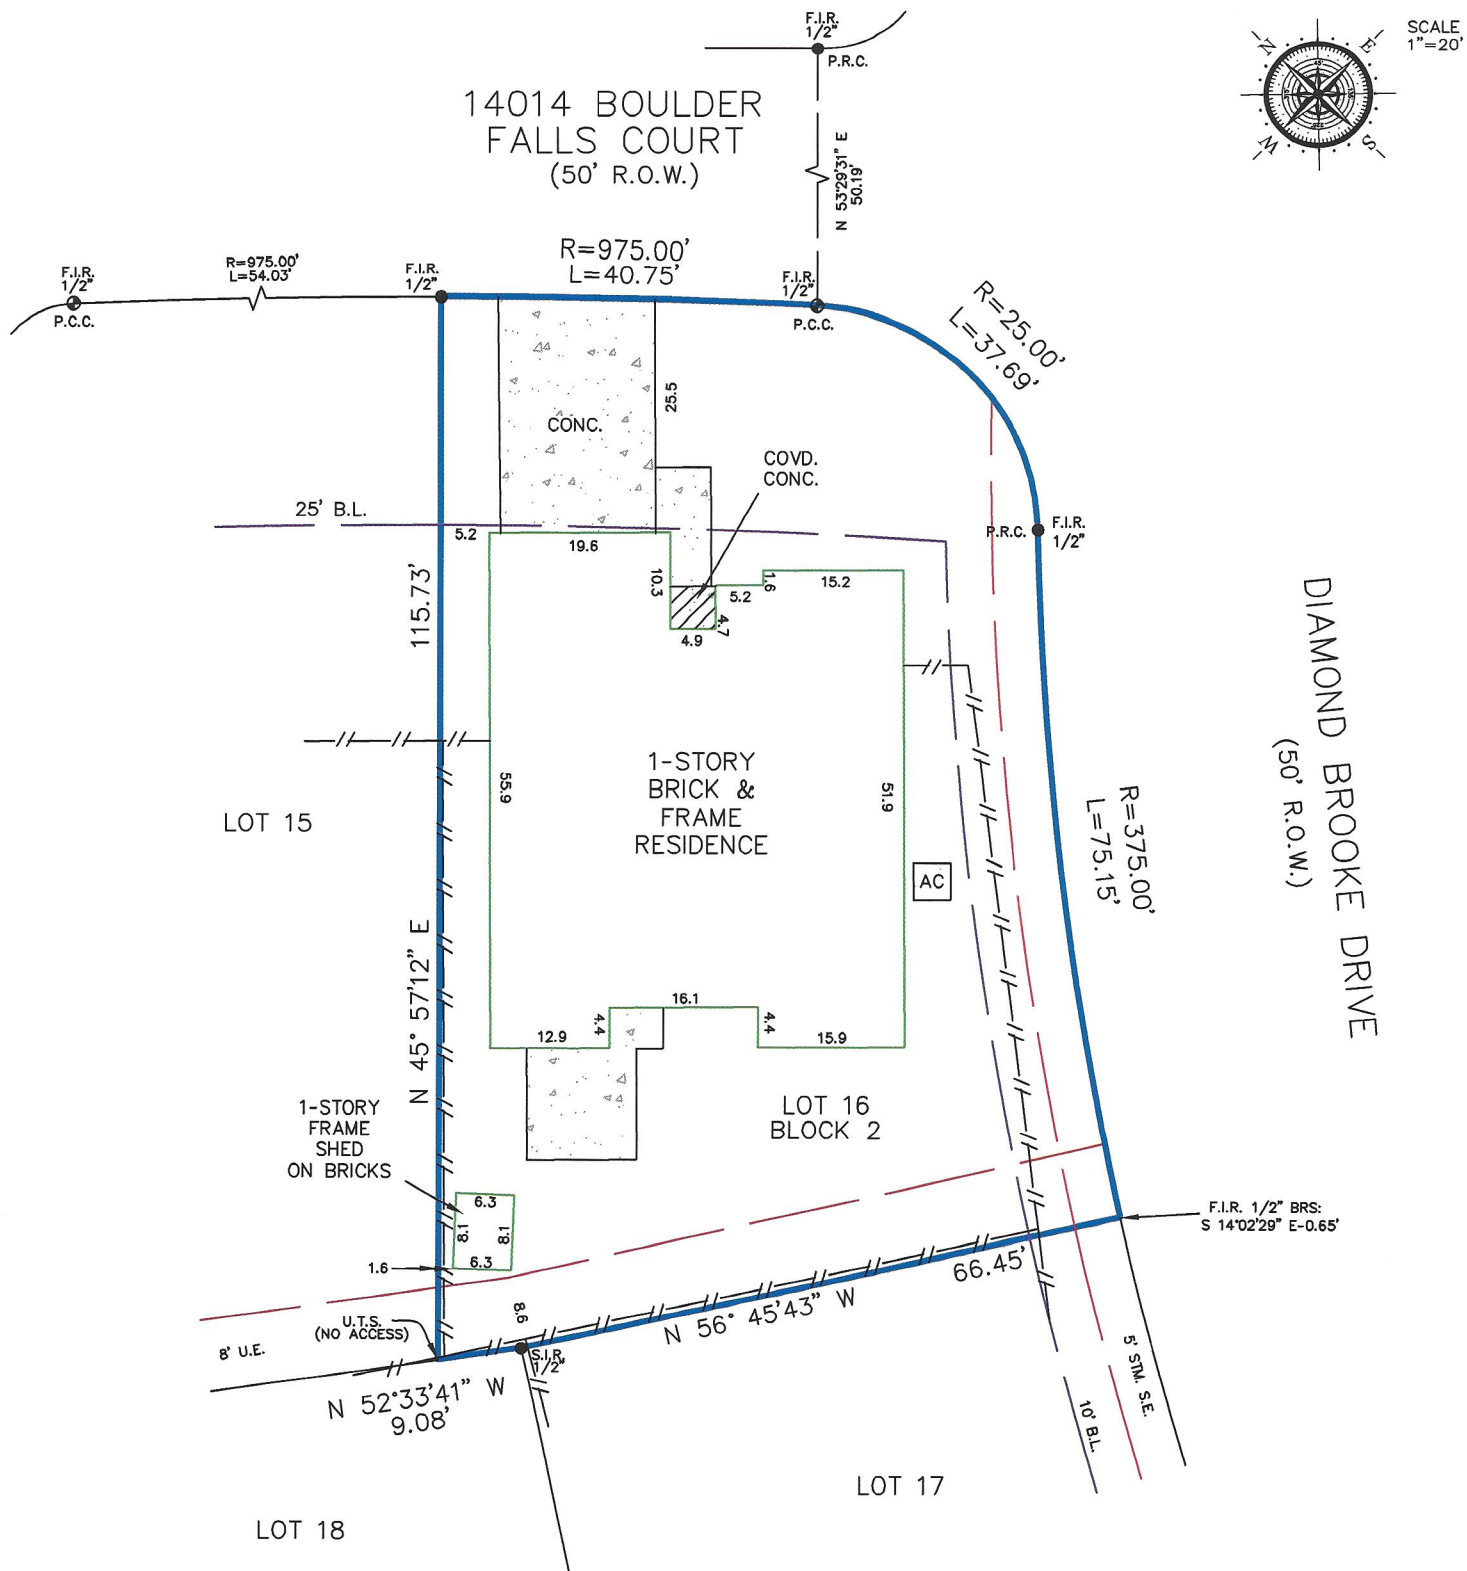 SCALE
1"=20'
N
E
W
S
F.I.R.
1/2"
P.R.C.
14014 BOULDER
FALLS COURT
(50' R.O.W.)
N 53°29'31" E
50.19'
R=975.00'
L=54.03'
F.I.R.
1/2"
P.C.C.
F.I.R.
1/2"
R=975.00'
L=40.75'
F.I.R.
1/2"
P.C.C.
R=25.00'
L=37.69'
25.5
CONC.
COVD.
CONC.
25' B.L.
5.2
19.6
10.3
4.9
4.7
5.2
1.6
15.2
P.R.C.
F.I.R.
1/2"
115.73'
N 45° 57'12" E
DIAMOND BROOKE DRIVE
(50' R.O.W.)
R=375.00'
L=75.15'
55.9
1-STORY
BRICK &
FRAME
RESIDENCE
51.9
AC
LOT 15
16.1
4.4
4.4
12.9
15.9
LOT 16
BLOCK 2
1-STORY
FRAME
SHED
ON BRICKS
6.3
8.1
8.1
6.3
1.6
F.I.R. 1/2" BRS:
S 14°02'29" E-0.65'
66.45'
N 56° 45'43" W
8.6
U.T.S.
(NO ACCESS)
8' U.E.
S.I.R.
1/2"
N 52°33'41" W
9.08'
5' STM. S.E.
10' B.L.
LOT 17
LOT 18